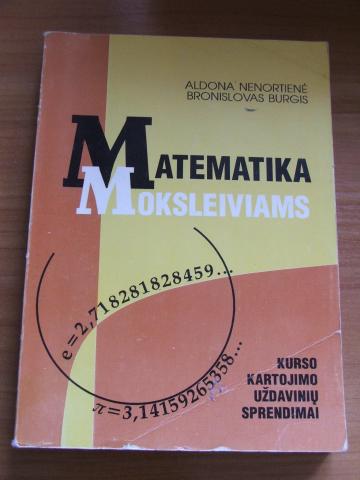 ALDONA NENORTIENĖ
BRONISLOVAS BURGIS
MATEMATIKA
MOKSLEIVIAMS
e=2,718281828459...
π=3,14159265358...
KURSO
KARTOJIMO
UŽDAVINIŲ
SPRENDIMAI